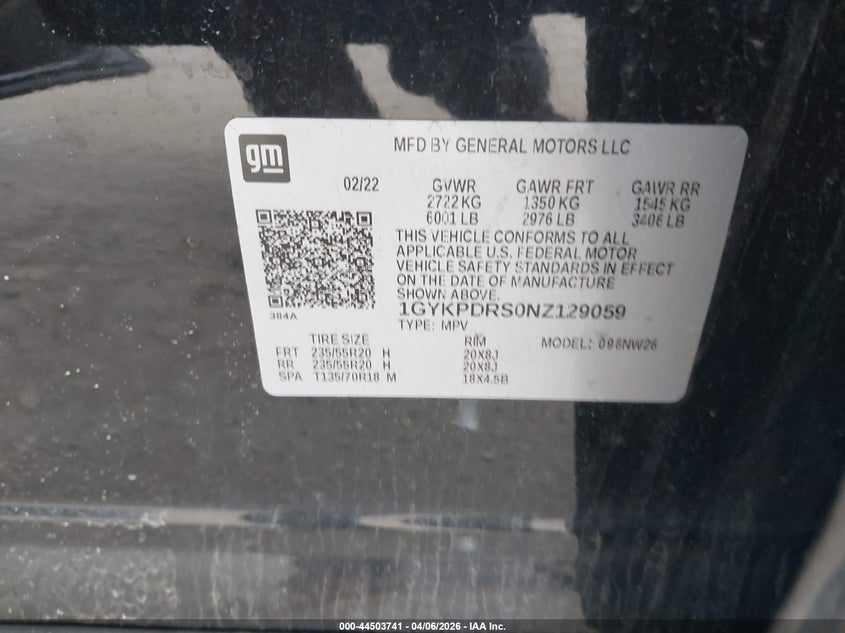 gm
MFD BY GENERAL MOTORS LLC
02/22 GVWR GAWR FRT GAWR RR
2722 KG 1350 KG 1545 KG
6001 LB 2976 LB 3406 LB
THIS VEHICLE CONFORMS TO ALL
APPLICABLE U.S. FEDERAL MOTOR
VEHICLE SAFETY STANDARDS IN EFFECT
ON THE DATE OF MANUFACTURE
SHOWN ABOVE.
384A
1GYKPDRS0NZ129059
TYPE: MPV
TIRE SIZE RIM MODEL: 098NW26
FRT 235/55R20 H 20X8J
RR 235/55R20 H 20X8J
SPA T135/70R18 M 18X4.5B
000-44503741 - 04/06/2026 - IAA Inc.